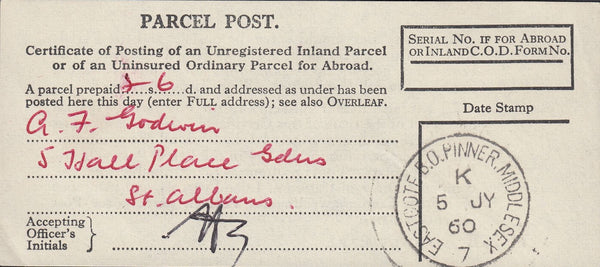 PARCEL POST.
Certificate of Posting of an Unregistered Inland Parcel
or of an Uninsured Ordinary Parcel for Abroad.
A parcel prepaid 2 s. 6 d. and addressed as under has been
posted here this day (enter FULL address); see also OVERLEAF.
A. F. Godwin
5 Hall Place Gdns
St. Albans.
Accepting
Officer's
Initials
SERIAL NO. IF FOR ABROAD
OR INLAND C.O.D. FORM NO.
Date Stamp
EASTCOTE B.O. PINNER, MIDDLESEX
K
5 JY
60
7